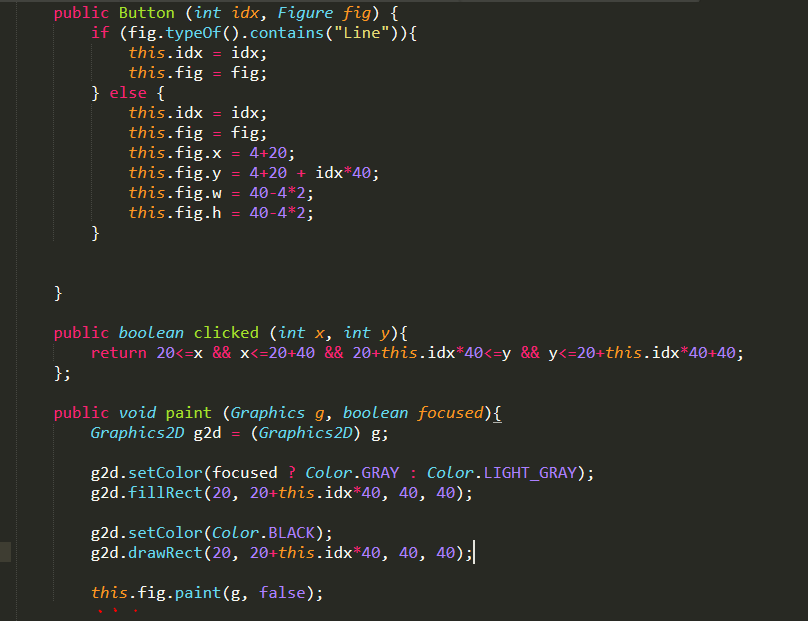 public Button (int idx, Figure fig) {
if (fig.typeOf().contains("Line")){
this.idx = idx;
this.fig = fig;
} else {
this.idx = idx;
this.fig = fig;
this.fig.x = 4+20;
this.fig.y = 4+20 + idx*40;
this.fig.w = 40-4*2;
this.fig.h = 40-4*2;
}
}
public boolean clicked (int x, int y){
return 20<=x && x<=20+40 && 20+this.idx*40<=y && y<=20+this.idx*40+40;
};
public void paint (Graphics g, boolean focused){
Graphics2D g2d = (Graphics2D) g;
g2d.setColor(focused ? Color.GRAY : Color.LIGHT_GRAY);
g2d.fillRect(20, 20+this.idx*40, 40, 40);
g2d.setColor(Color.BLACK);
g2d.drawRect(20, 20+this.idx*40, 40, 40);
this.fig.paint(g, false);